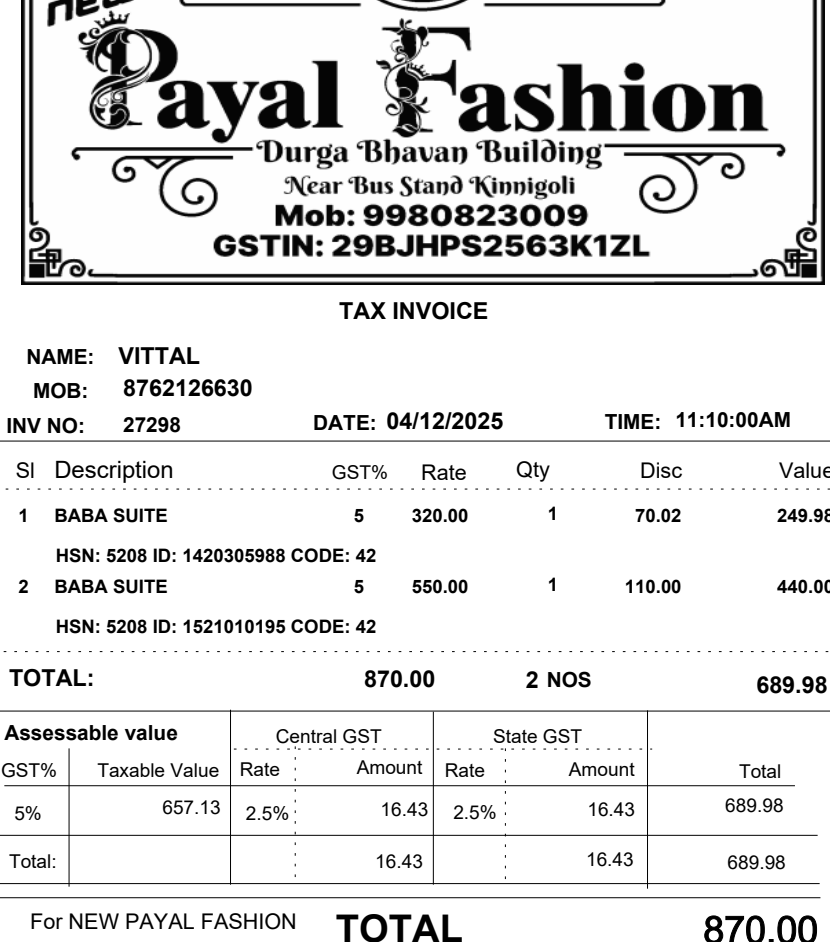 new
Payal Fashion
Durga Bhavan Building
Near Bus Stand Kinnigoli
Mob: 9980823009
GSTIN: 29BJHPS2563K1ZL
TAX INVOICE
NAME: VITTAL
MOB: 8762126630
INV NO: 27298 DATE: 04/12/2025 TIME: 11:10:00AM
SI Description GST% Rate Qty Disc Value
1 BABA SUITE 5 320.00 1 70.02 249.98
HSN: 5208 ID: 1420305988 CODE: 42
2 BABA SUITE 5 550.00 1 110.00 440.00
HSN: 5208 ID: 1521010195 CODE: 42
TOTAL: 870.00 2 NOS 689.98
Assessable value Central GST State GST
GST% Taxable Value Rate Amount Rate Amount Total
5% 657.13 2.5% 16.43 2.5% 16.43 689.98
Total: 16.43 16.43 689.98
For NEW PAYAL FASHION TOTAL 870.00